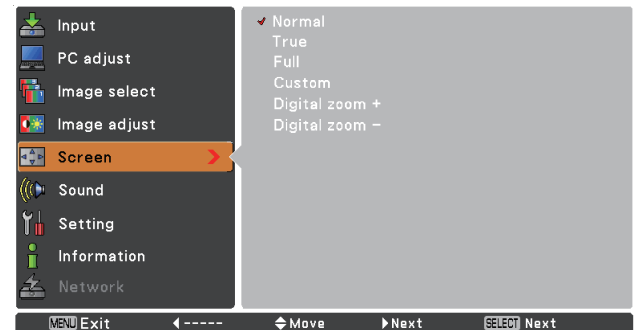 Input
PC adjust
Image select
Image adjust
Screen
Sound
Setting
Information
Network
Normal
True
Full
Custom
Digital zoom +
Digital zoom –
MENU Exit ◀----- ◆Move ▶Next SELECT Next